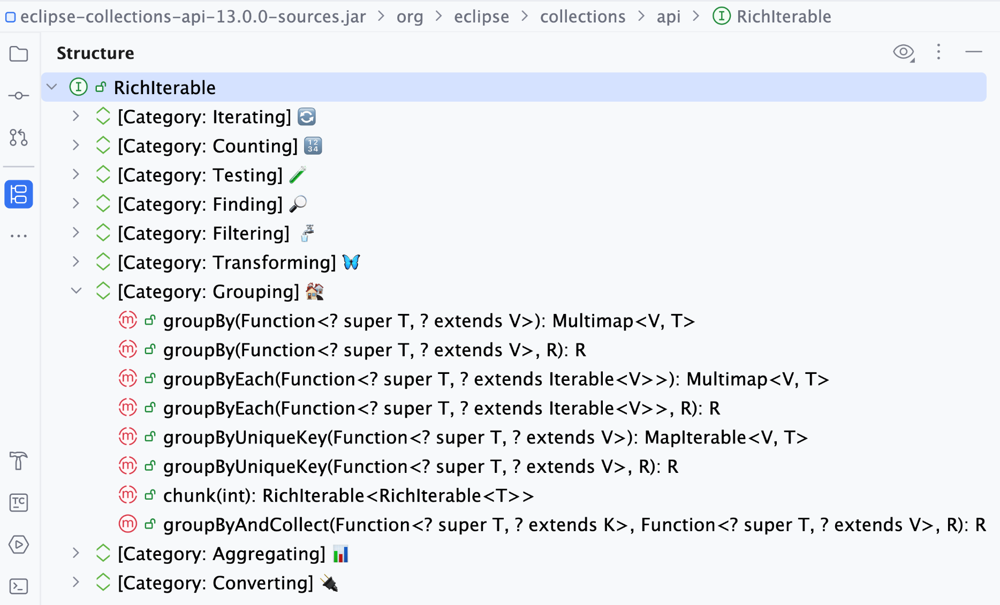 eclipse-collections-api-13.0.0-sources.jar > org > eclipse > collections > api > I RichIterable
Structure
I RichIterable
[Category: Iterating] 🔄
[Category: Counting] 🔢
[Category: Testing] 🧪
[Category: Finding] 🔎
[Category: Filtering] 🚰
[Category: Transforming] 🦋
[Category: Grouping] 🏘️
m groupBy(Function<? super T, ? extends V>): Multimap<V, T>
m groupBy(Function<? super T, ? extends V>, R): R
m groupByEach(Function<? super T, ? extends Iterable<V>>): Multimap<V, T>
m groupByEach(Function<? super T, ? extends Iterable<V>>, R): R
m groupByUniqueKey(Function<? super T, ? extends V>): MapIterable<V, T>
m groupByUniqueKey(Function<? super T, ? extends V>, R): R
m chunk(int): RichIterable<RichIterable<T>>
m groupByAndCollect(Function<? super T, ? extends K>, Function<? super T, ? extends V>, R): R
[Category: Aggregating] 📊
[Category: Converting] 🔌
TC